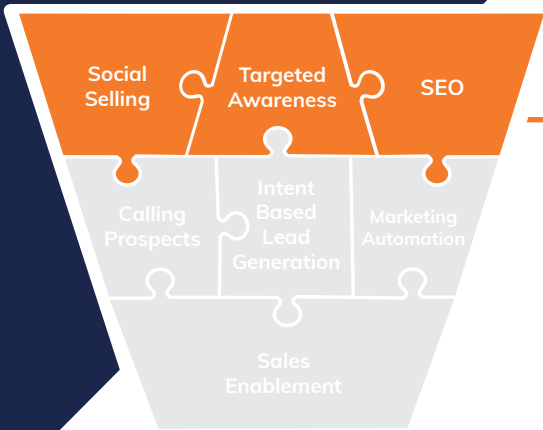 Social
Selling
Targeted
Awareness
SEO
Calling
Prospects
Intent
Based
Lead
Generation
Marketing
Automation
Sales
Enablement